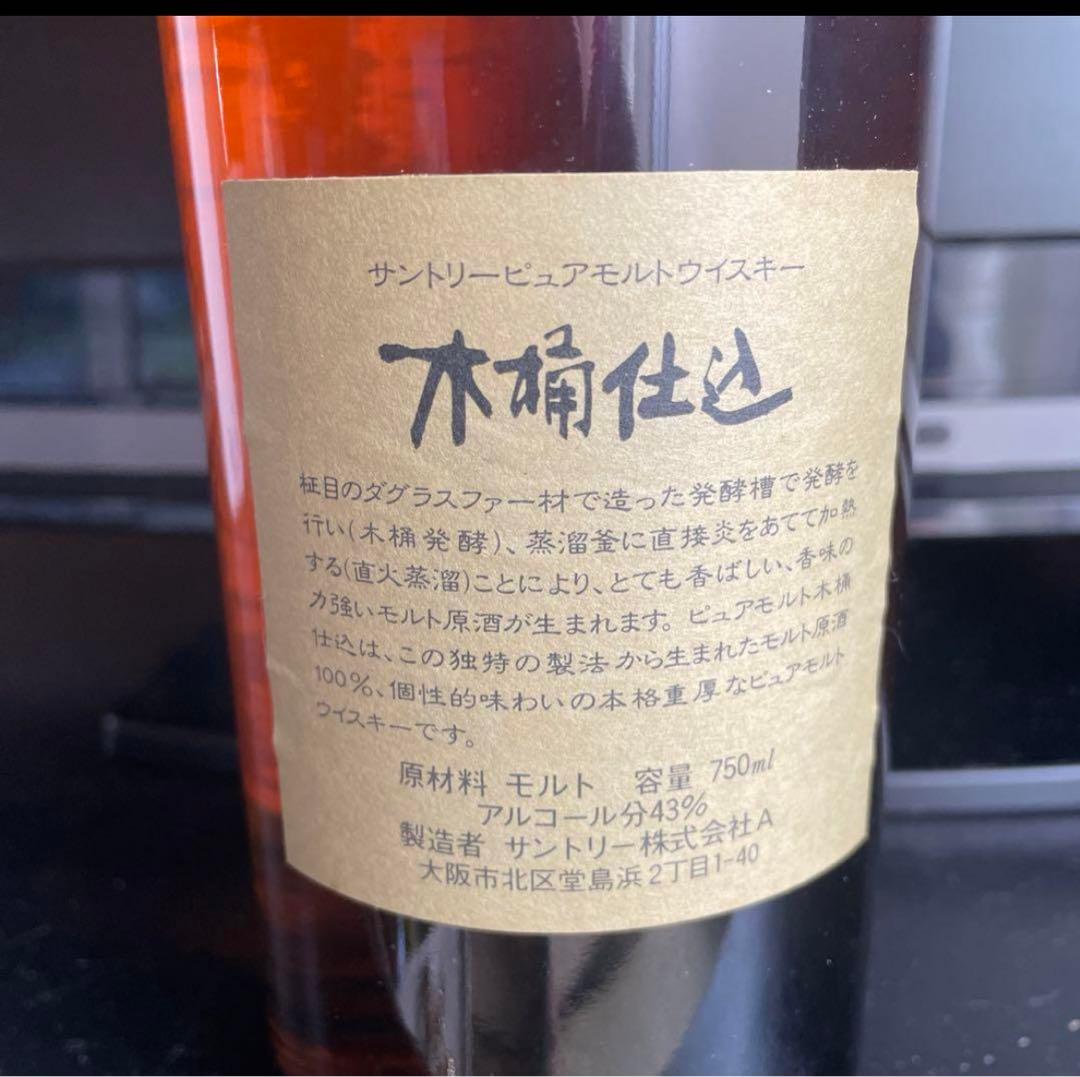 サントリーピュアモルトウイスキー
木桶仕込
柾目のダグラスファー材で造った発酵槽で発酵を
行い(木桶発酵)、蒸溜釜に直接炎をあてて加熱
する(直火蒸溜)ことにより、とても香ばしい、香味の
力強いモルト原酒が生まれます。ピュアモルト木桶
仕込は、この独特の製法から生まれたモルト原酒
100%、個性的味わいの本格重厚なピュアモルト
ウイスキーです。
原材料 モルト 容量 750ml
アルコール分43%
製造者 サントリー株式会社A
大阪市北区堂島浜2丁目1-40